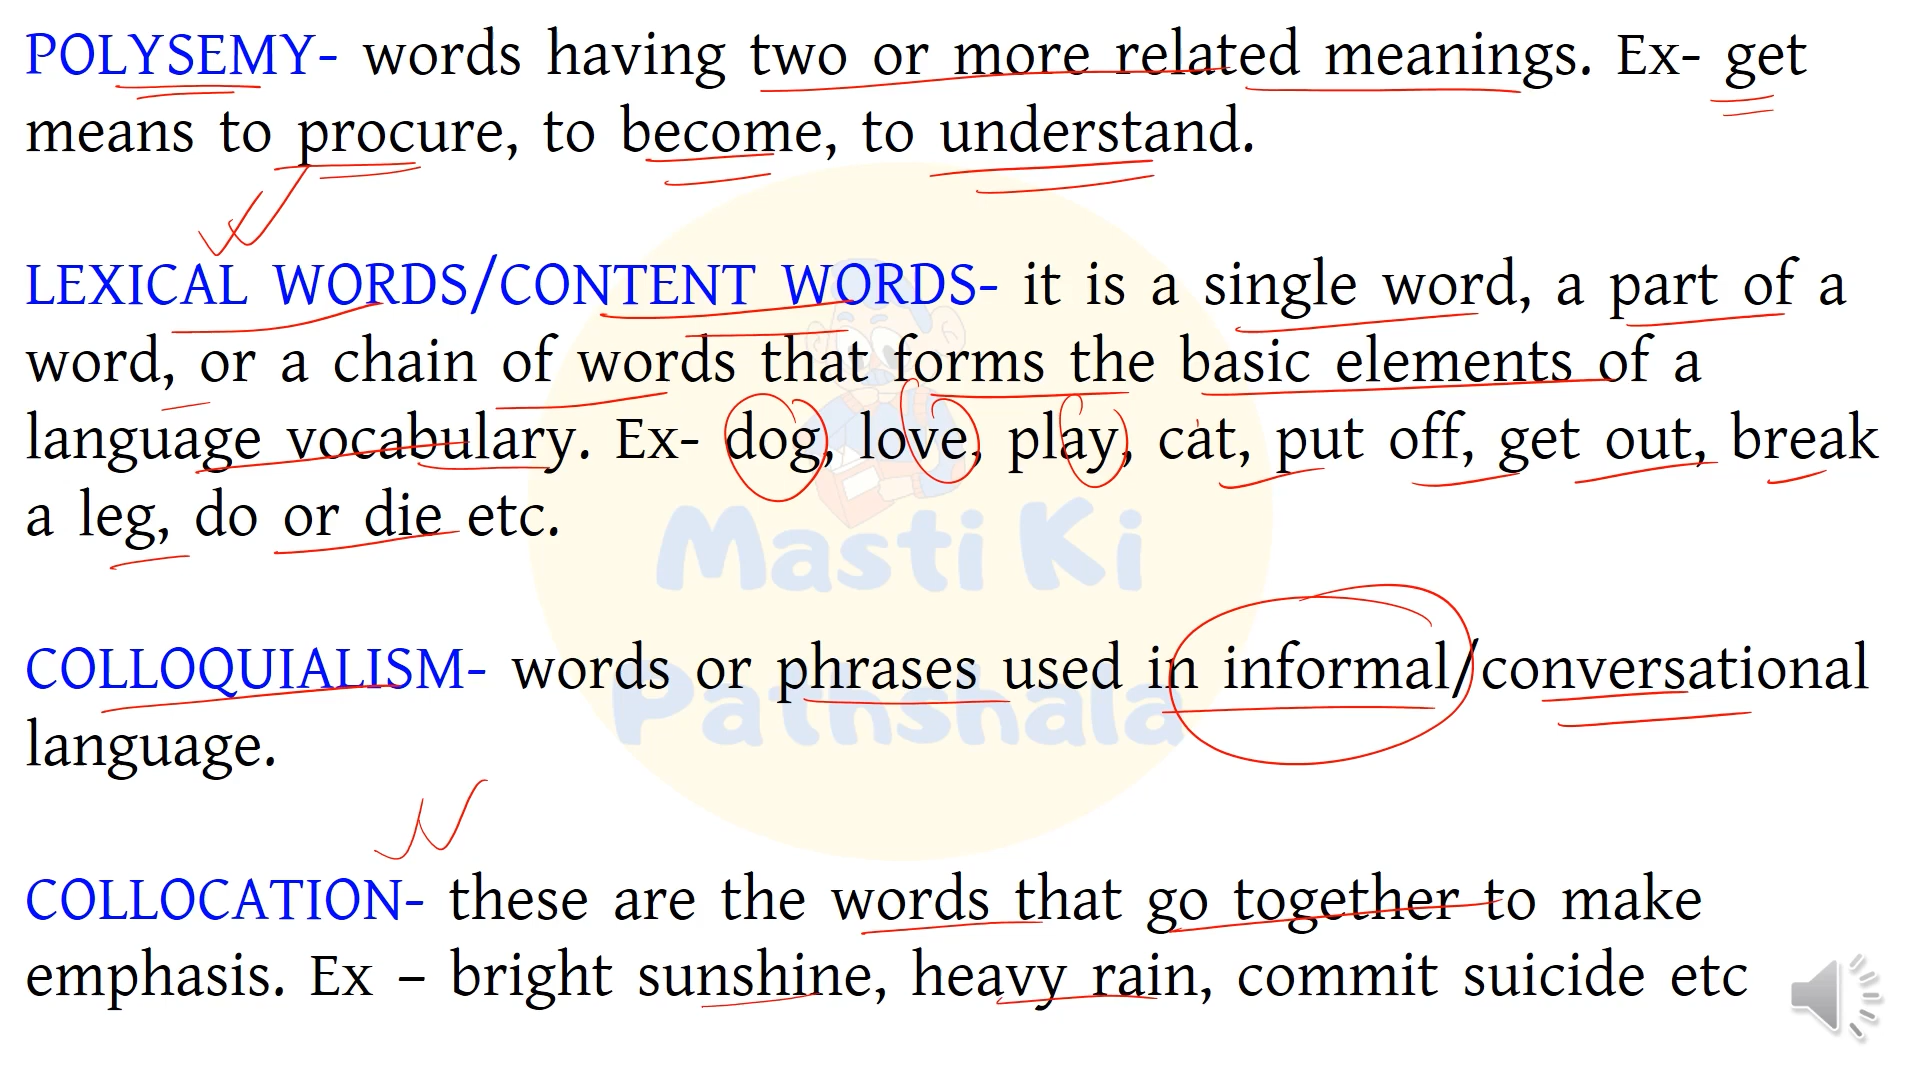 POLYSEMY- words having two or more related meanings. Ex- get
means to procure, to become, to understand.
LEXICAL WORDS/CONTENT WORDS- it is a single word, a part of a
word, or a chain of words that forms the basic elements of a
language vocabulary. Ex- dog, love, play, cat, put off, get out, break
a leg, do or die etc.
Masti Ki
COLLOQUIALISM- words or phrases used in informal/conversational
Pathshala
language.
COLLOCATION- these are the words that go together to make
emphasis. Ex – bright sunshine, heavy rain, commit suicide etc